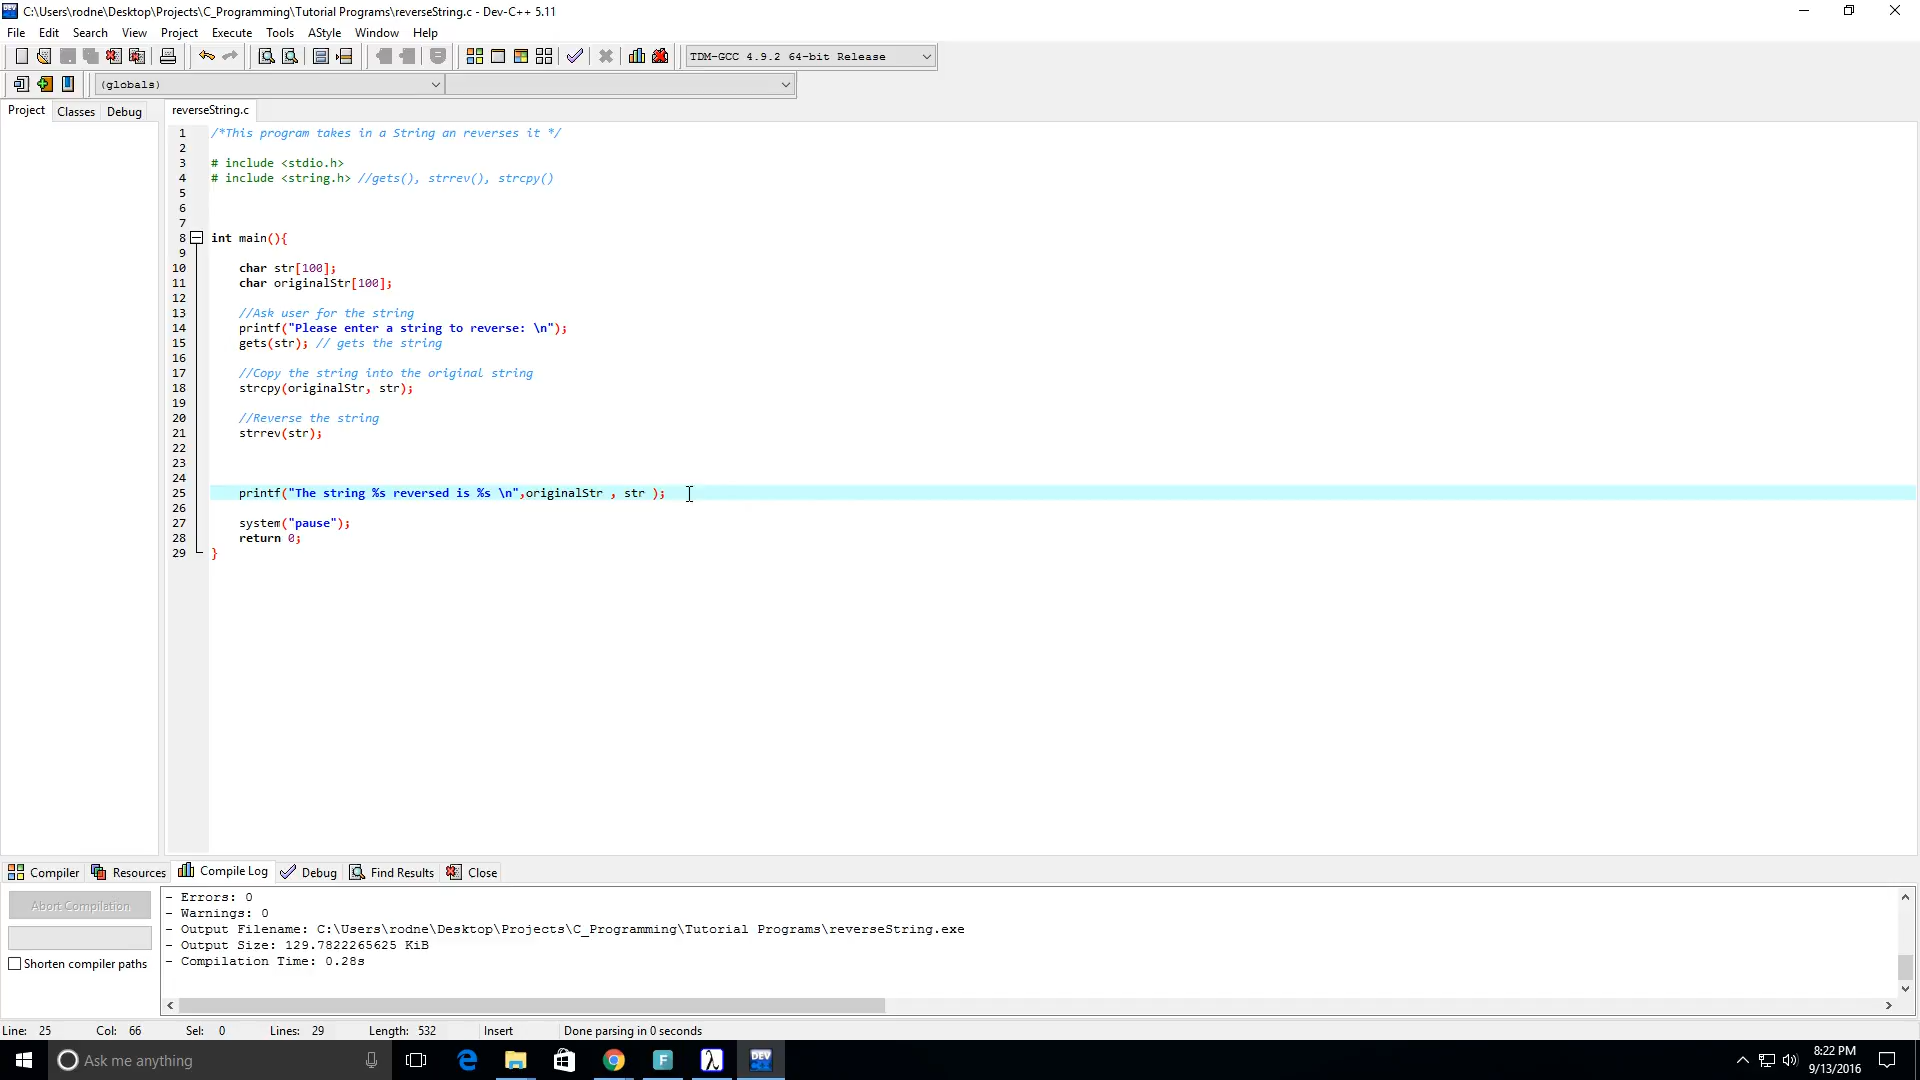 C:\Users\rodne\Desktop\Projects\C_Programming\Tutorial Programs\reverseString.c - Dev-C++ 5.11
File Edit Search View Project Execute Tools AStyle Window Help
TDM-GCC 4.9.2 64-bit Release
(globals)
Project Classes Debug reverseString.c
1 /*This program takes in a String an reverses it */
2
3 # include <stdio.h>
4 # include <string.h> //gets(), strrev(), strcpy()
5
6
7
8 int main(){
9
10 char str[100];
11 char originalStr[100];
12
13 //Ask user for the string
14 printf("Please enter a string to reverse: \n");
15 gets(str); // gets the string
16
17 //Copy the string into the original string
18 strcpy(originalStr, str);
19
20 //Reverse the string
21 strrev(str);
22
23
24
25 printf("The string %s reversed is %s \n",originalStr , str );
26
27 system("pause");
28 return 0;
29 }
Compiler Resources Compile Log Debug Find Results Close
Abort Compilation
Shorten compiler paths
- Errors: 0
- Warnings: 0
- Output Filename: C:\Users\rodne\Desktop\Projects\C_Programming\Tutorial Programs\reverseString.exe
- Output Size: 129.7822265625 KiB
- Compilation Time: 0.28s
Line: 25 Col: 66 Sel: 0 Lines: 29 Length: 532 Insert Done parsing in 0 seconds
Ask me anything
F
λ
DEV
8:22 PM
9/13/2016